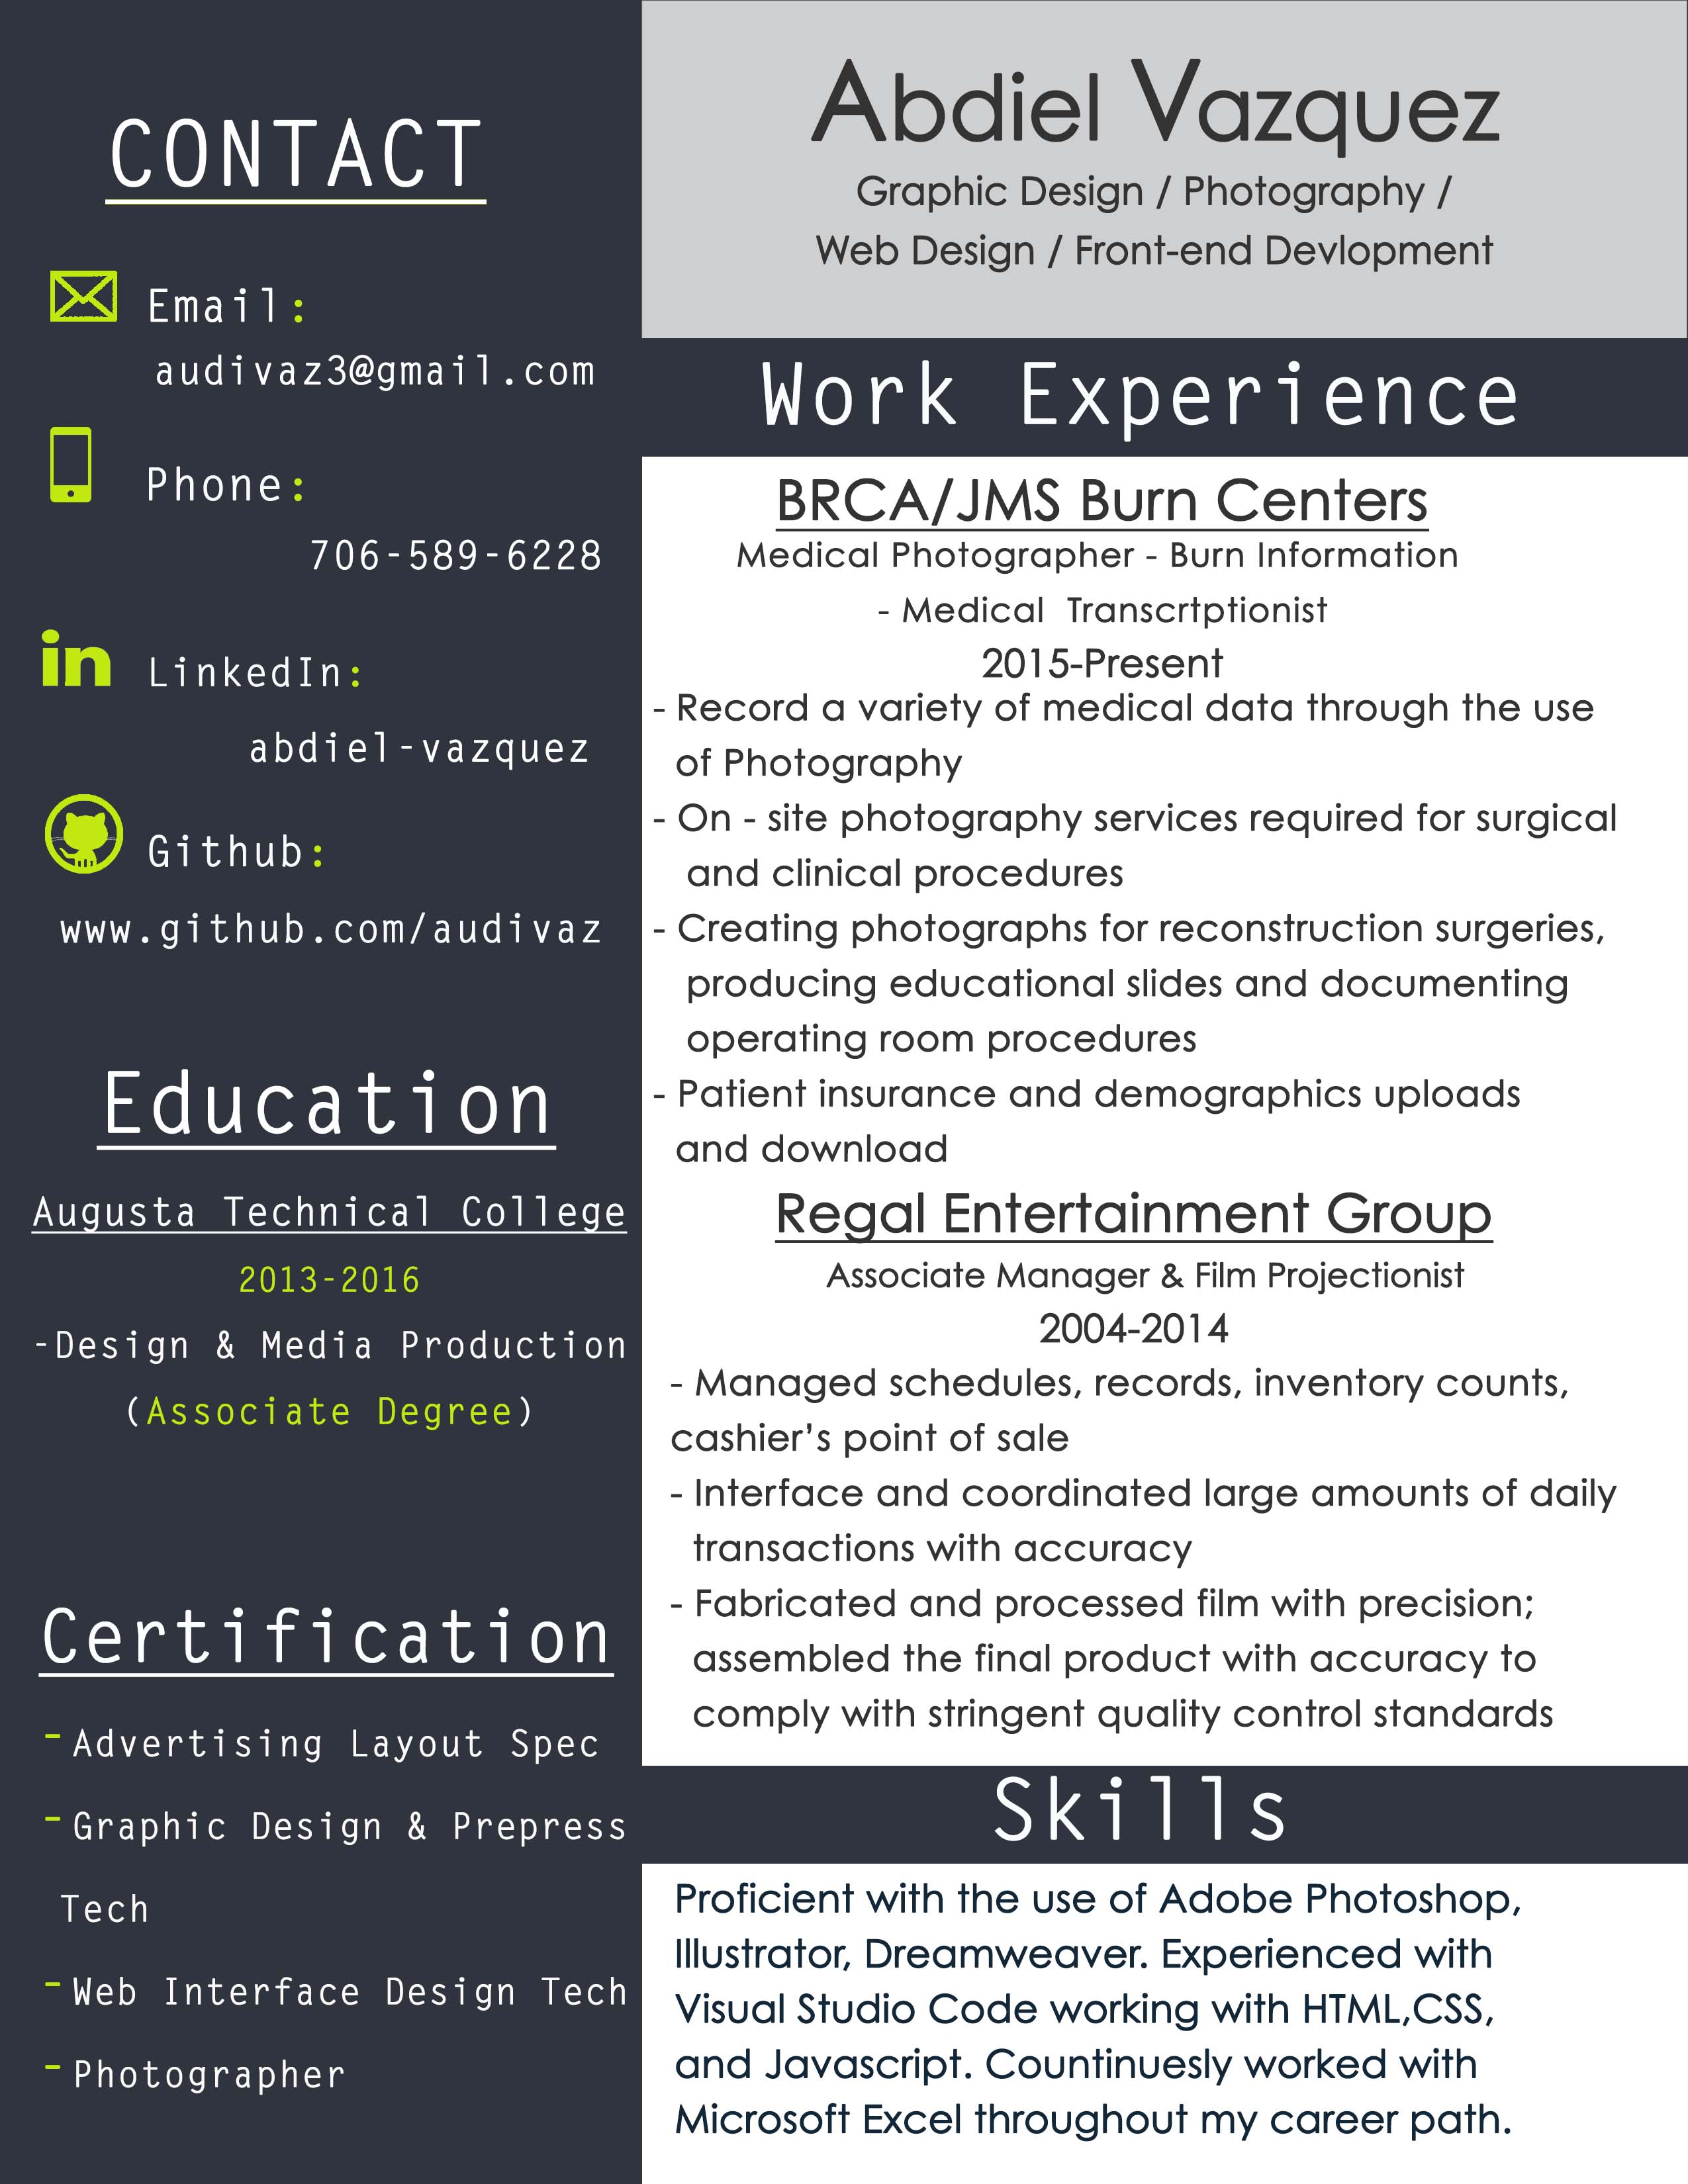 CONTACT
Email:
audivaz3@gmail.com
Phone:
706-589-6228
in LinkedIn:
abdiel-vazquez
Github:
www.github.com/audivaz
Education
Augusta Technical College
2013-2016
-Design & Media Production
(Associate Degree)
Certification
-Advertising Layout Spec
-Graphic Design & Prepress
Tech
-Web Interface Design Tech
-Photographer
Abdiel Vazquez
Graphic Design / Photography /
Web Design / Front-end Devlopment
Work Experience
BRCA/JMS Burn Centers
Medical Photographer - Burn Information
- Medical Transcrtptionist
2015-Present
- Record a variety of medical data through the use
of Photography
- On - site photography services required for surgical
and clinical procedures
- Creating photographs for reconstruction surgeries,
producing educational slides and documenting
operating room procedures
- Patient insurance and demographics uploads
and download
Regal Entertainment Group
Associate Manager & Film Projectionist
2004-2014
- Managed schedules, records, inventory counts,
cashier’s point of sale
- Interface and coordinated large amounts of daily
transactions with accuracy
- Fabricated and processed film with precision;
assembled the final product with accuracy to
comply with stringent quality control standards
Skills
Proficient with the use of Adobe Photoshop,
Illustrator, Dreamweaver. Experienced with
Visual Studio Code working with HTML,CSS,
and Javascript. Countinuesly worked with
Microsoft Excel throughout my career path.